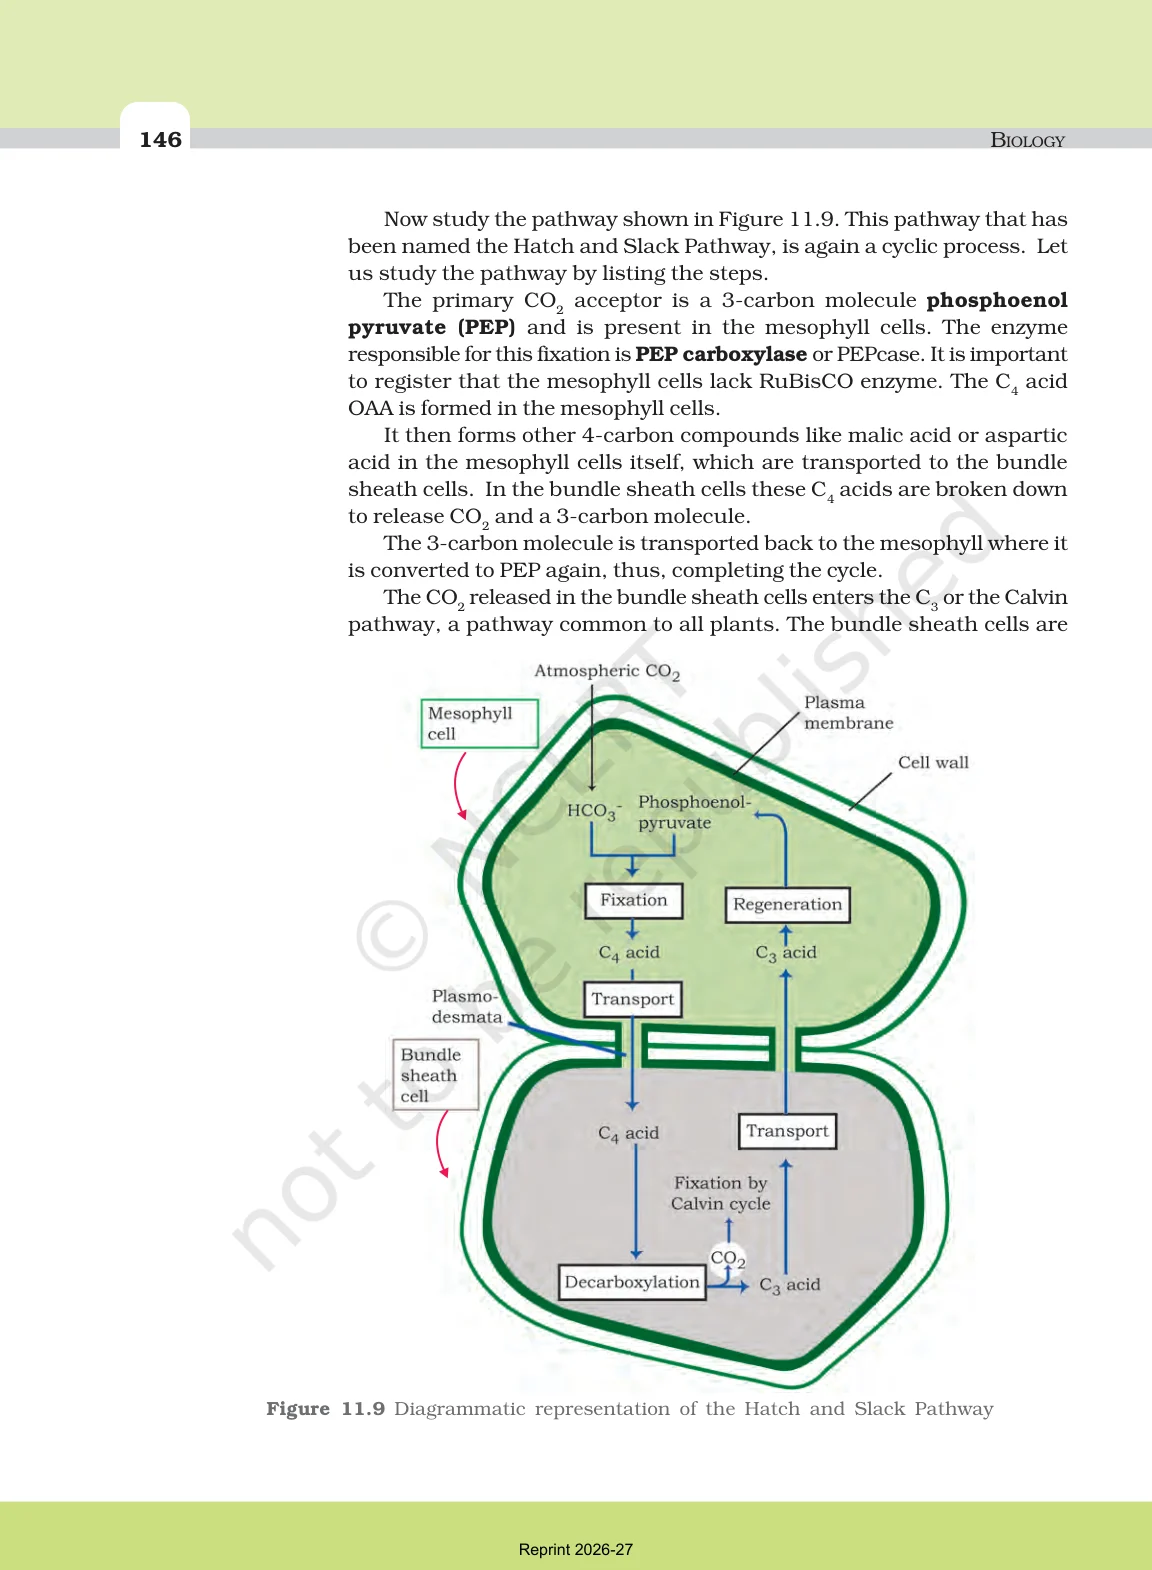 146
BIOLOGY
Now study the pathway shown in Figure 11.9. This pathway that has
been named the Hatch and Slack Pathway, is again a cyclic process. Let
us study the pathway by listing the steps.
The primary CO2 acceptor is a 3-carbon molecule phosphoenol
pyruvate (PEP) and is present in the mesophyll cells. The enzyme
responsible for this fixation is PEP carboxylase or PEPcase. It is important
to register that the mesophyll cells lack RuBisCO enzyme. The C4 acid
OAA is formed in the mesophyll cells.
It then forms other 4-carbon compounds like malic acid or aspartic
acid in the mesophyll cells itself, which are transported to the bundle
sheath cells. In the bundle sheath cells these C4 acids are broken down
to release CO2 and a 3-carbon molecule.
The 3-carbon molecule is transported back to the mesophyll where it
is converted to PEP again, thus, completing the cycle.
The CO2 released in the bundle sheath cells enters the C3 or the Calvin
pathway, a pathway common to all plants. The bundle sheath cells are
Atmospheric CO2
Mesophyll
cell
Plasma
membrane
Cell wall
HCO3-
Phosphoenol-
pyruvate
Fixation
Regeneration
C4 acid
C3 acid
Transport
Plasmo-
desmata
Bundle
sheath
cell
C4 acid
Transport
Fixation by
Calvin cycle
CO2
Decarboxylation
C3 acid
Figure 11.9 Diagrammatic representation of the Hatch and Slack Pathway
© NCERT
not to be republished
Reprint 2026-27